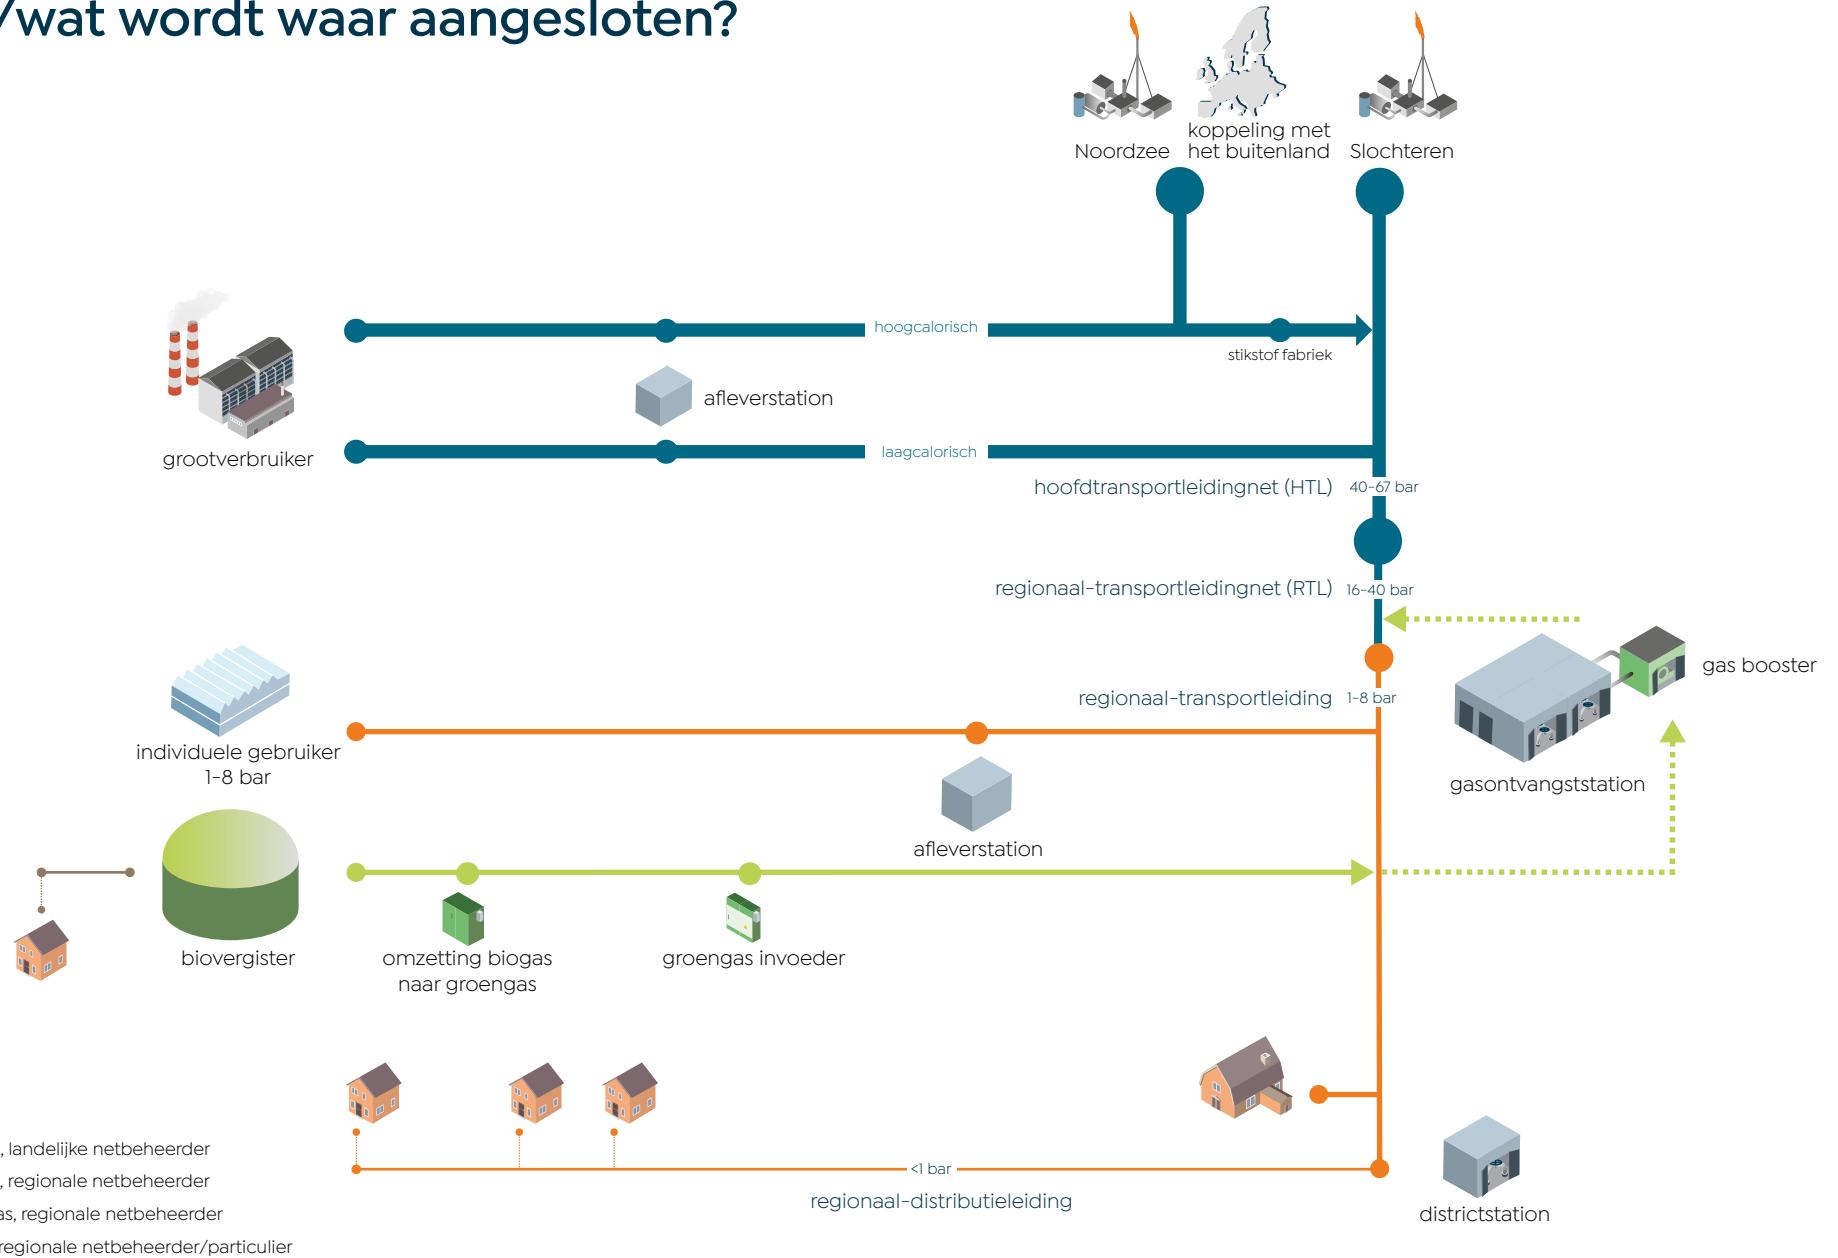 /wat wordt waar aangesloten?
koppeling met
Noordzee het buitenland Slochteren
hoogcalorisch
stikstof fabriek
afleverstation
grootverbruiker
laagcalorisch
hoofdtransportleidingnet (HTL) 40-67 bar
regionaal-transportleidingnet (RTL) 16-40 bar
gas booster
regionaal-transportleiding 1-8 bar
individuele gebruiker
1-8 bar
gasontvangststation
afleverstation
biovergister
omzetting biogas
naar groengas
groengas invoeder
<1 bar
regionaal-distributieleiding
districtstation
, landelijke netbeheerder
, regionale netbeheerder
as, regionale netbeheerder
regionale netbeheerder/particulier